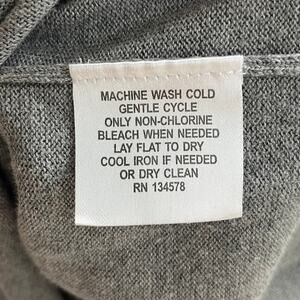 MACHINE WASH COLD
GENTLE CYCLE
ONLY NON-CHLORINE
BLEACH WHEN NEEDED
LAY FLAT TO DRY
COOL IRON IF NEEDED
OR DRY CLEAN
RN 134578